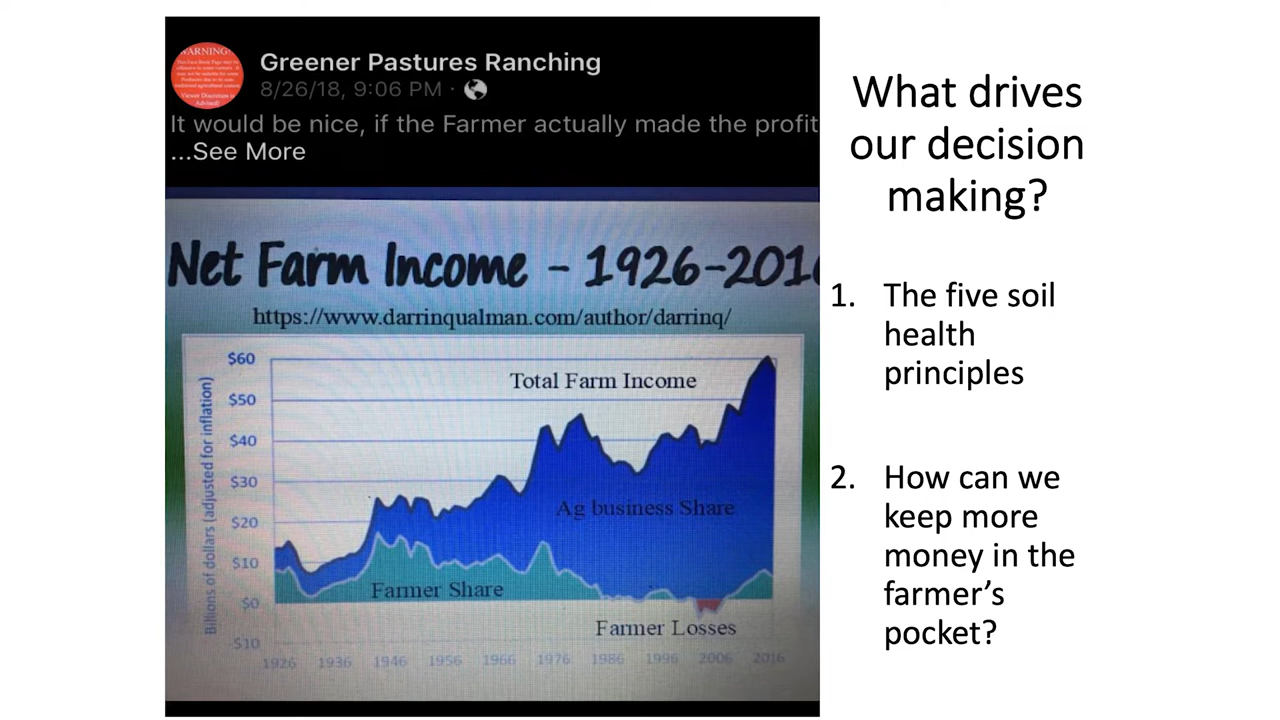 WARNING!
Greener Pastures Ranching
8/26/18, 9:06 PM ·
It would be nice, if the Farmer actually made the profit
...See More
Net Farm Income - 1926-201
https://www.darrinqualman.com/author/darrinq/
Billions of dollars (adjusted for inflation)
$60
$50
$40
$30
$20
$10
$0
-$10
Total Farm Income
Ag business Share
Farmer Share
Farmer Losses
1926 1936 1946 1956 1966 1976 1986 1996 2006 2016
What drives
our decision
making?
1. The five soil
health
principles
2. How can we
keep more
money in the
farmer’s
pocket?